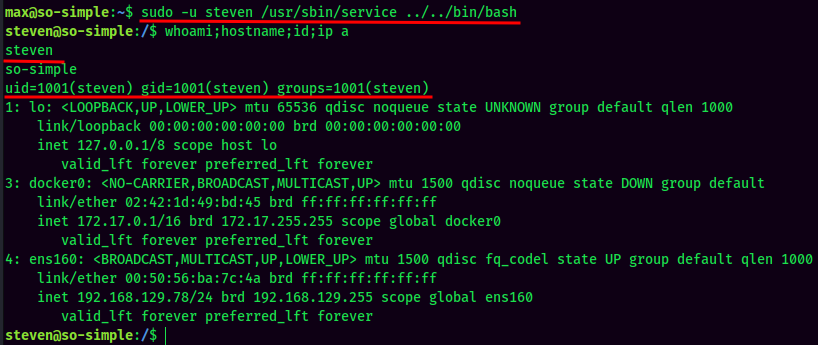 max@so-simple:~$ sudo -u steven /usr/sbin/service ../../bin/bash
steven@so-simple:/$ whoami;hostname;id;ip a
steven
so-simple
uid=1001(steven) gid=1001(steven) groups=1001(steven)
1: lo: <LOOPBACK,UP,LOWER_UP> mtu 65536 qdisc noqueue state UNKNOWN group default qlen 1000
    link/loopback 00:00:00:00:00:00 brd 00:00:00:00:00:00
    inet 127.0.0.1/8 scope host lo
       valid_lft forever preferred_lft forever
3: docker0: <NO-CARRIER,BROADCAST,MULTICAST,UP> mtu 1500 qdisc noqueue state DOWN group default
    link/ether 02:42:1d:49:bd:45 brd ff:ff:ff:ff:ff:ff
    inet 172.17.0.1/16 brd 172.17.255.255 scope global docker0
       valid_lft forever preferred_lft forever
4: ens160: <BROADCAST,MULTICAST,UP,LOWER_UP> mtu 1500 qdisc fq_codel state UP group default qlen 1000
    link/ether 00:50:56:ba:7c:4a brd ff:ff:ff:ff:ff:ff
    inet 192.168.129.78/24 brd 192.168.129.255 scope global ens160
       valid_lft forever preferred_lft forever
steven@so-simple:/$